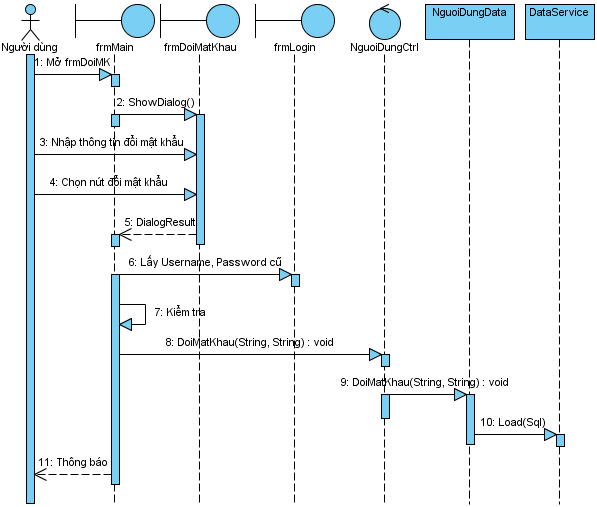 NguoiDungData
DataService
Người dùng
frmMain
frmDoiMatKhau
frmLogin
NguoiDungCtrl
1: Mở frmDoiMK
2: ShowDialog()
3: Nhập thông tin đổi mật khẩu
4: Chọn nút đổi mật khẩu
5: DialogResult
6: Lấy Username, Password cũ
7: Kiểm tra
8: DoiMatKhau(String, String) : void
9: DoiMatKhau(String, String) : void
10: Load(Sql)
11: Thông báo